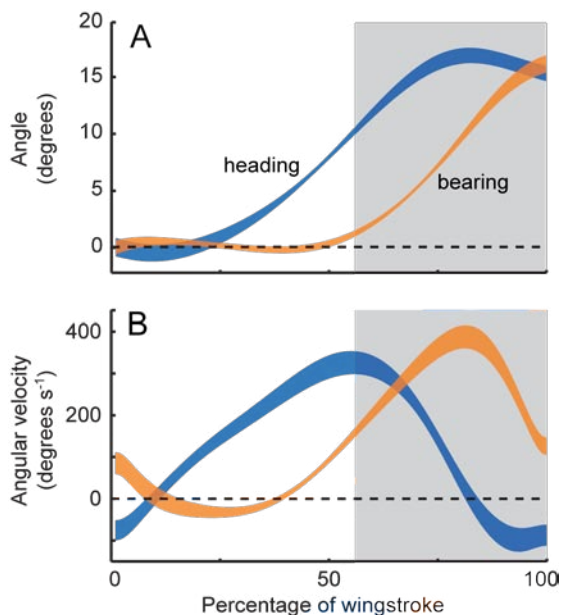 A
20
15
10
5
0
Angle
(degrees)
heading
bearing
B
400
200
0
Angular velocity
(degrees s⁻¹)
0
50
100
Percentage of wingstroke